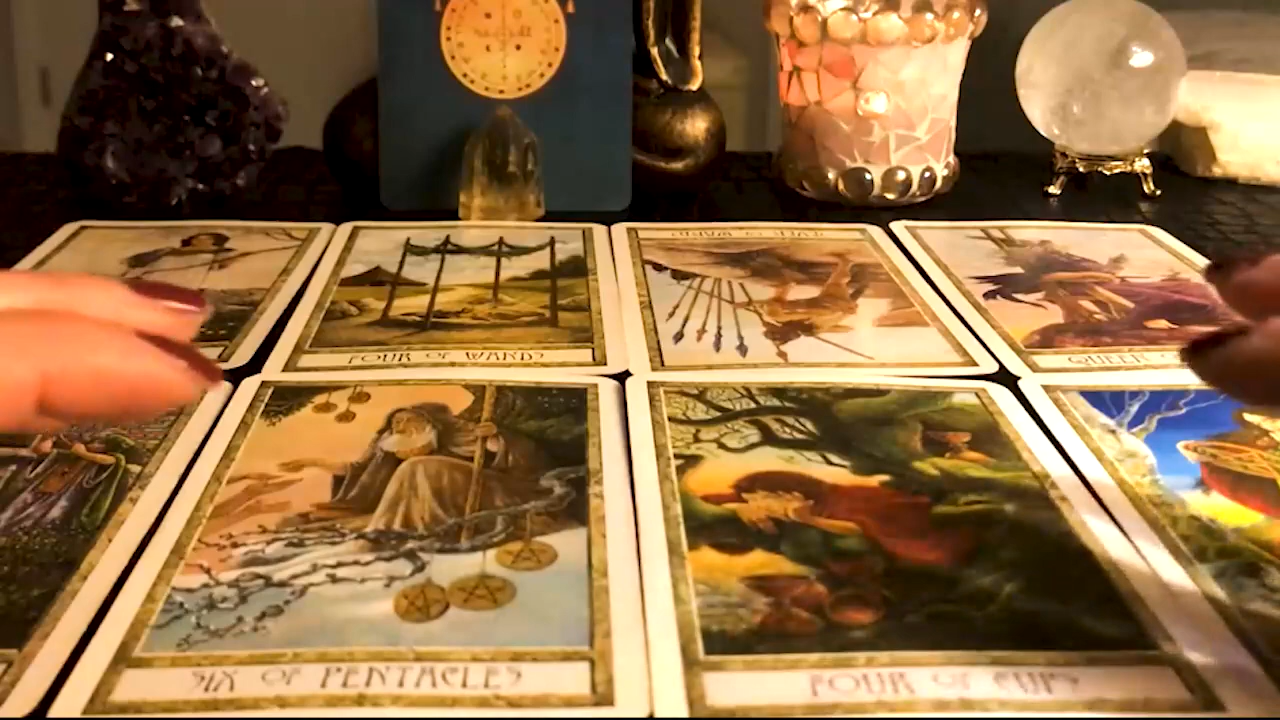 FOUR OF WANDS
QUEEN
SIX OF PENTACLES
FOUR OF CUPS